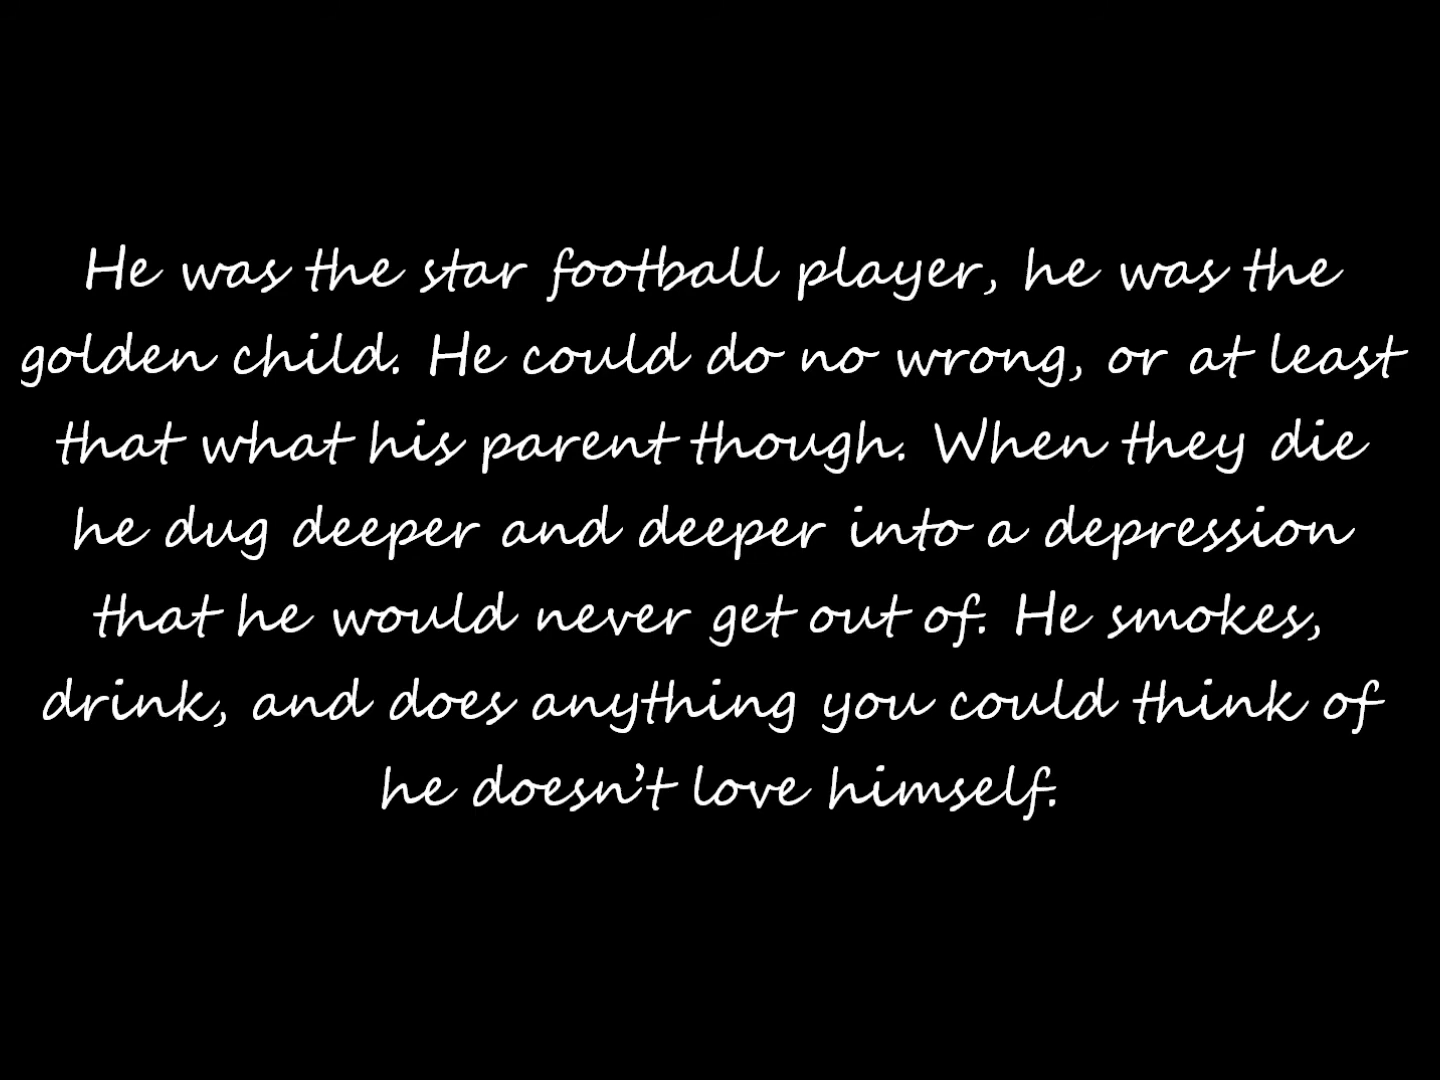 He was the star football player, he was the
golden child. He could do no wrong, or at least
that what his parent though. When they die
he dug deeper and deeper into a depression
that he would never get out of. He smokes,
drink, and does anything you could think of
he doesn't love himself.